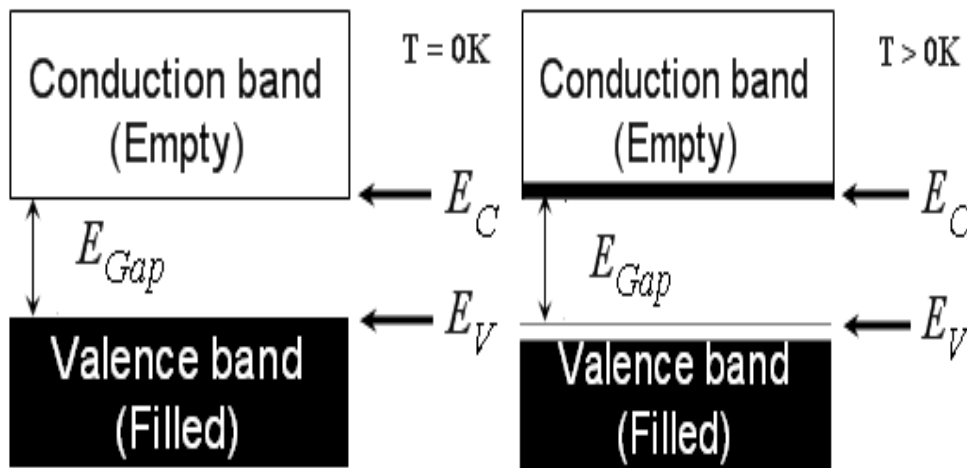 Conduction band
(Empty)
T = 0K
E_C
E_Gap
E_V
Valence band
(Filled)
Conduction band
(Empty)
T > 0K
E_C
E_Gap
E_V
Valence band
(Filled)